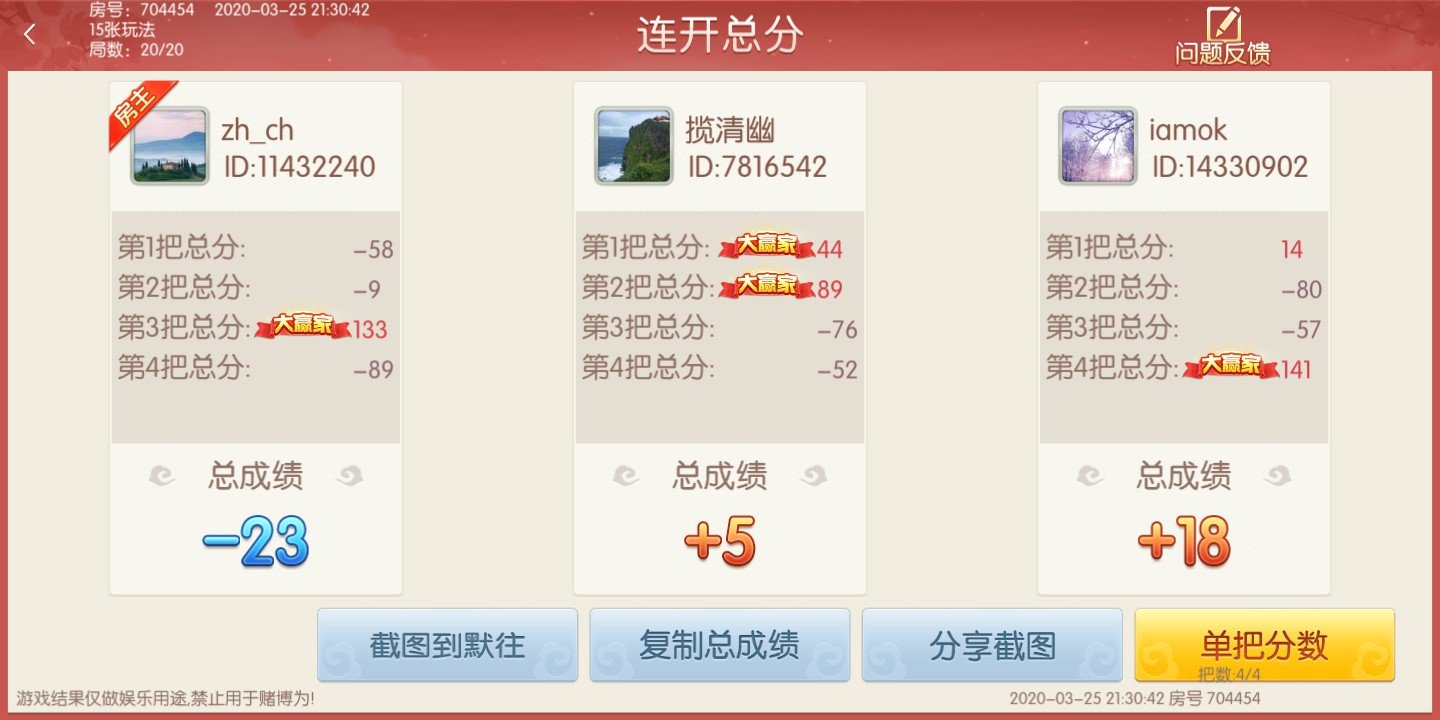 房号：704454 2020-03-25 21:30:42
15张玩法
局数：20/20
连开总分
问题反馈
房主
zh_ch
ID:11432240
第1把总分: -58
第2把总分: -9
第3把总分: 大赢家 133
第4把总分: -89
总成绩
-23
揽清幽
ID:7816542
第1把总分: 大赢家 44
第2把总分: 大赢家 89
第3把总分: -76
第4把总分: -52
总成绩
+5
iamok
ID:14330902
第1把总分: 14
第2把总分: -80
第3把总分: -57
第4把总分: 大赢家 141
总成绩
+18
截图到默往
复制总成绩
分享截图
单把分数
把数:4/4
游戏结果仅做娱乐用途,禁止用于赌博为!
2020-03-25 21:30:42 房号 704454